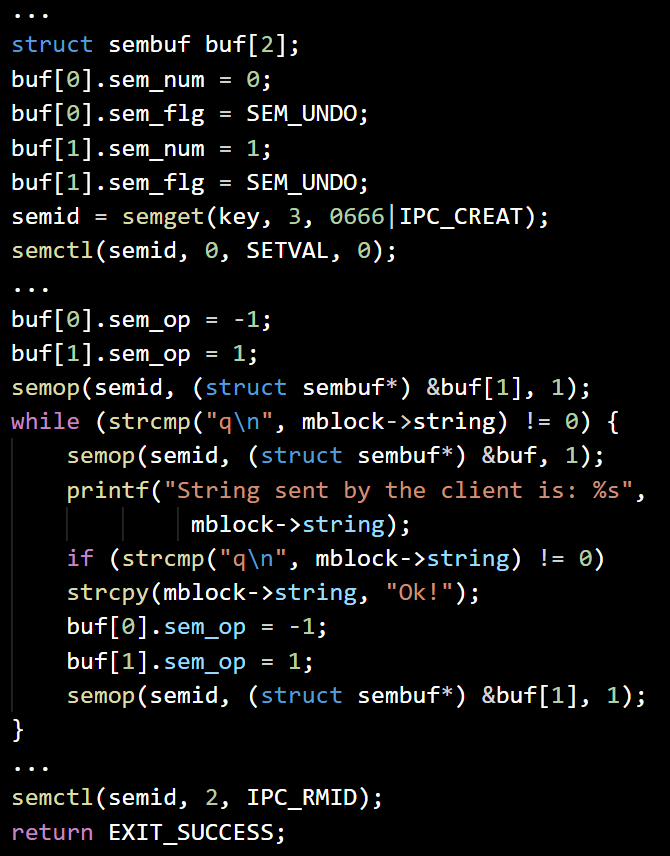 ...
struct sembuf buf[2];
buf[0].sem_num = 0;
buf[0].sem_flg = SEM_UNDO;
buf[1].sem_num = 1;
buf[1].sem_flg = SEM_UNDO;
semid = semget(key, 3, 0666|IPC_CREAT);
semctl(semid, 0, SETVAL, 0);
...
buf[0].sem_op = -1;
buf[1].sem_op = 1;
semop(semid, (struct sembuf*) &buf[1], 1);
while (strcmp("q\n", mblock->string) != 0) {
    semop(semid, (struct sembuf*) &buf, 1);
    printf("String sent by the client is: %s",
             mblock->string);
    if (strcmp("q\n", mblock->string) != 0)
    strcpy(mblock->string, "Ok!");
    buf[0].sem_op = -1;
    buf[1].sem_op = 1;
    semop(semid, (struct sembuf*) &buf[1], 1);
}
...
semctl(semid, 2, IPC_RMID);
return EXIT_SUCCESS;